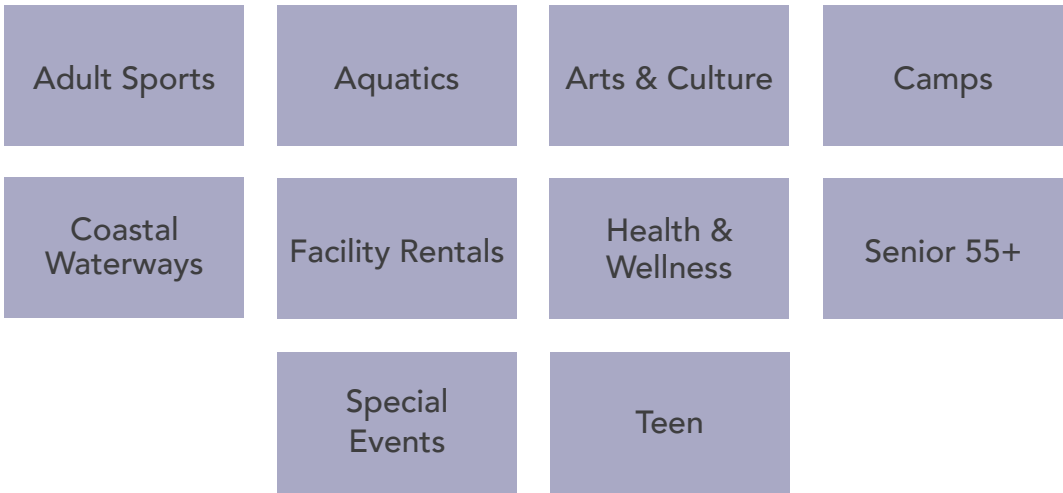 Adult Sports
Aquatics
Arts & Culture
Camps
Coastal
Waterways
Facility Rentals
Health &
Wellness
Senior 55+
Special
Events
Teen